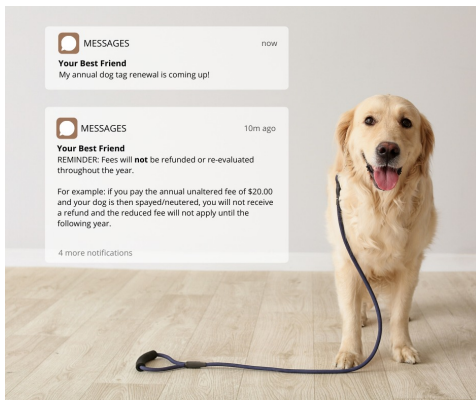 MESSAGES
now
Your Best Friend
My annual dog tag renewal is coming up!
MESSAGES
10m ago
Your Best Friend
REMINDER: Fees will not be refunded or re-evaluated
throughout the year.
For example: if you pay the annual unaltered fee of $20.00
and your dog is then spayed/neutered, you will not receive
a refund and the reduced fee will not apply until the
following year.
4 more notifications